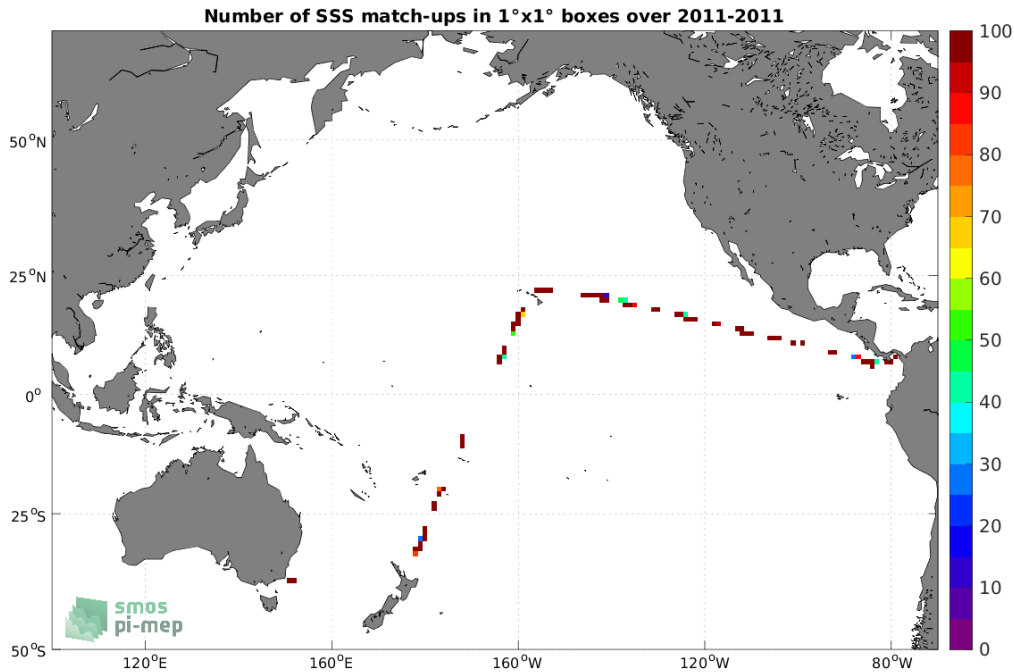 Number of SSS match-ups in 1°x1° boxes over 2011-2011
50°N
25°N
0°
25°S
50°S
120°E
160°E
160°W
120°W
80°W
100
90
80
70
60
50
40
30
20
10
0
smos
pi-mep